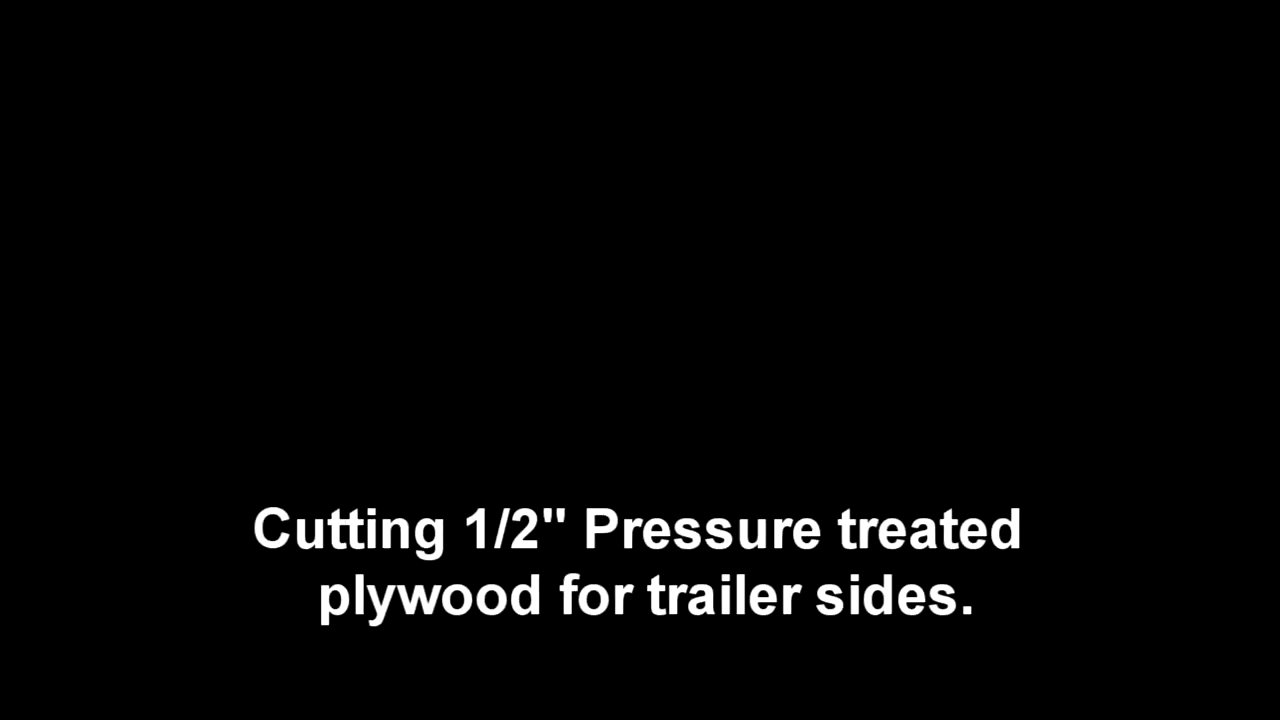 Cutting 1/2" Pressure treated
plywood for trailer sides.